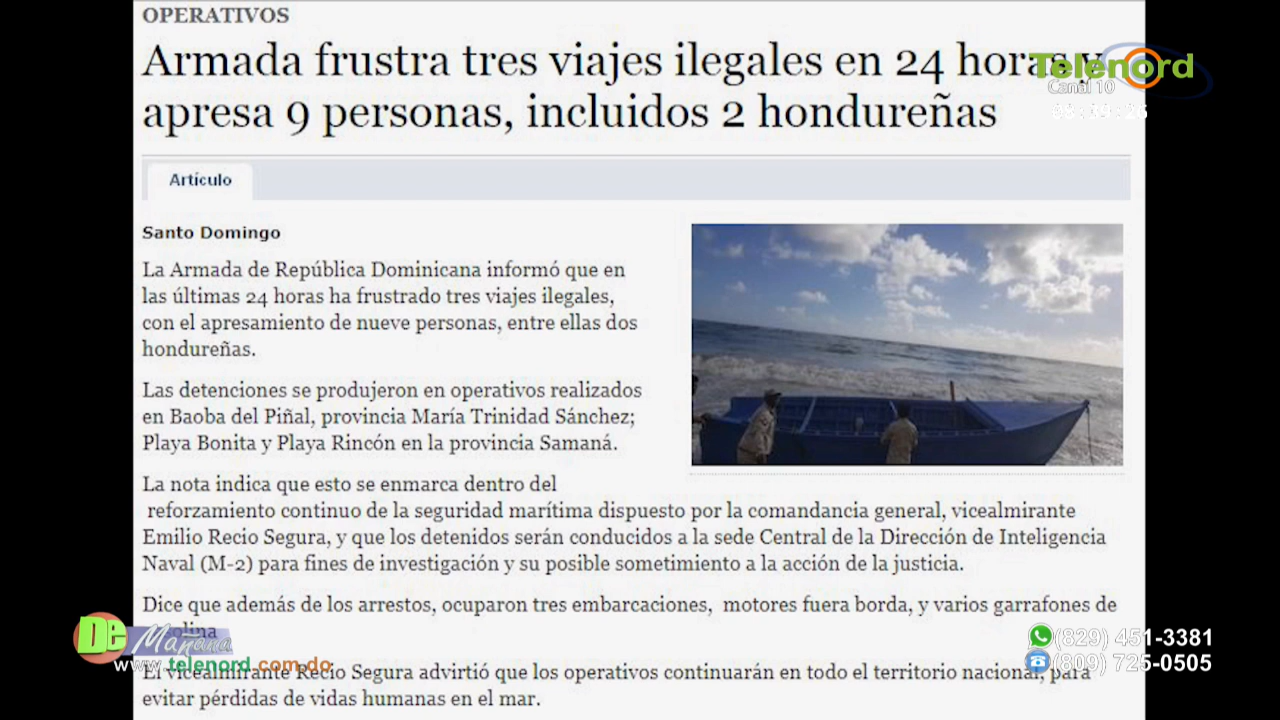 OPERATIVOS
Armada frustra tres viajes ilegales en 24 horas y
apresa 9 personas, incluidos 2 hondureñas
Telenord
Canal 10
Artículo
Santo Domingo
La Armada de República Dominicana informó que en
las últimas 24 horas ha frustrado tres viajes ilegales,
con el apresamiento de nueve personas, entre ellas dos
hondureñas.
Las detenciones se produjeron en operativos realizados
en Baoba del Piñal, provincia María Trinidad Sánchez;
Playa Bonita y Playa Rincón en la provincia Samaná.
La nota indica que esto se enmarca dentro del
reforzamiento continuo de la seguridad marítima dispuesto por la comandancia general, vicealmirante
Emilio Recio Segura, y que los detenidos serán conducidos a la sede Central de la Dirección de Inteligencia
Naval (M-2) para fines de investigación y su posible sometimiento a la acción de la justicia.
Dice que además de los arrestos, ocuparon tres embarcaciones, motores fuera borda, y varios garrafones de
De Mañana
www.telenord.com.do
(829) 451-3381
(809) 725-0505
El vicealmirante Recio Segura advirtió que los operativos continuarán en todo el territorio nacional, para
evitar pérdidas de vidas humanas en el mar.